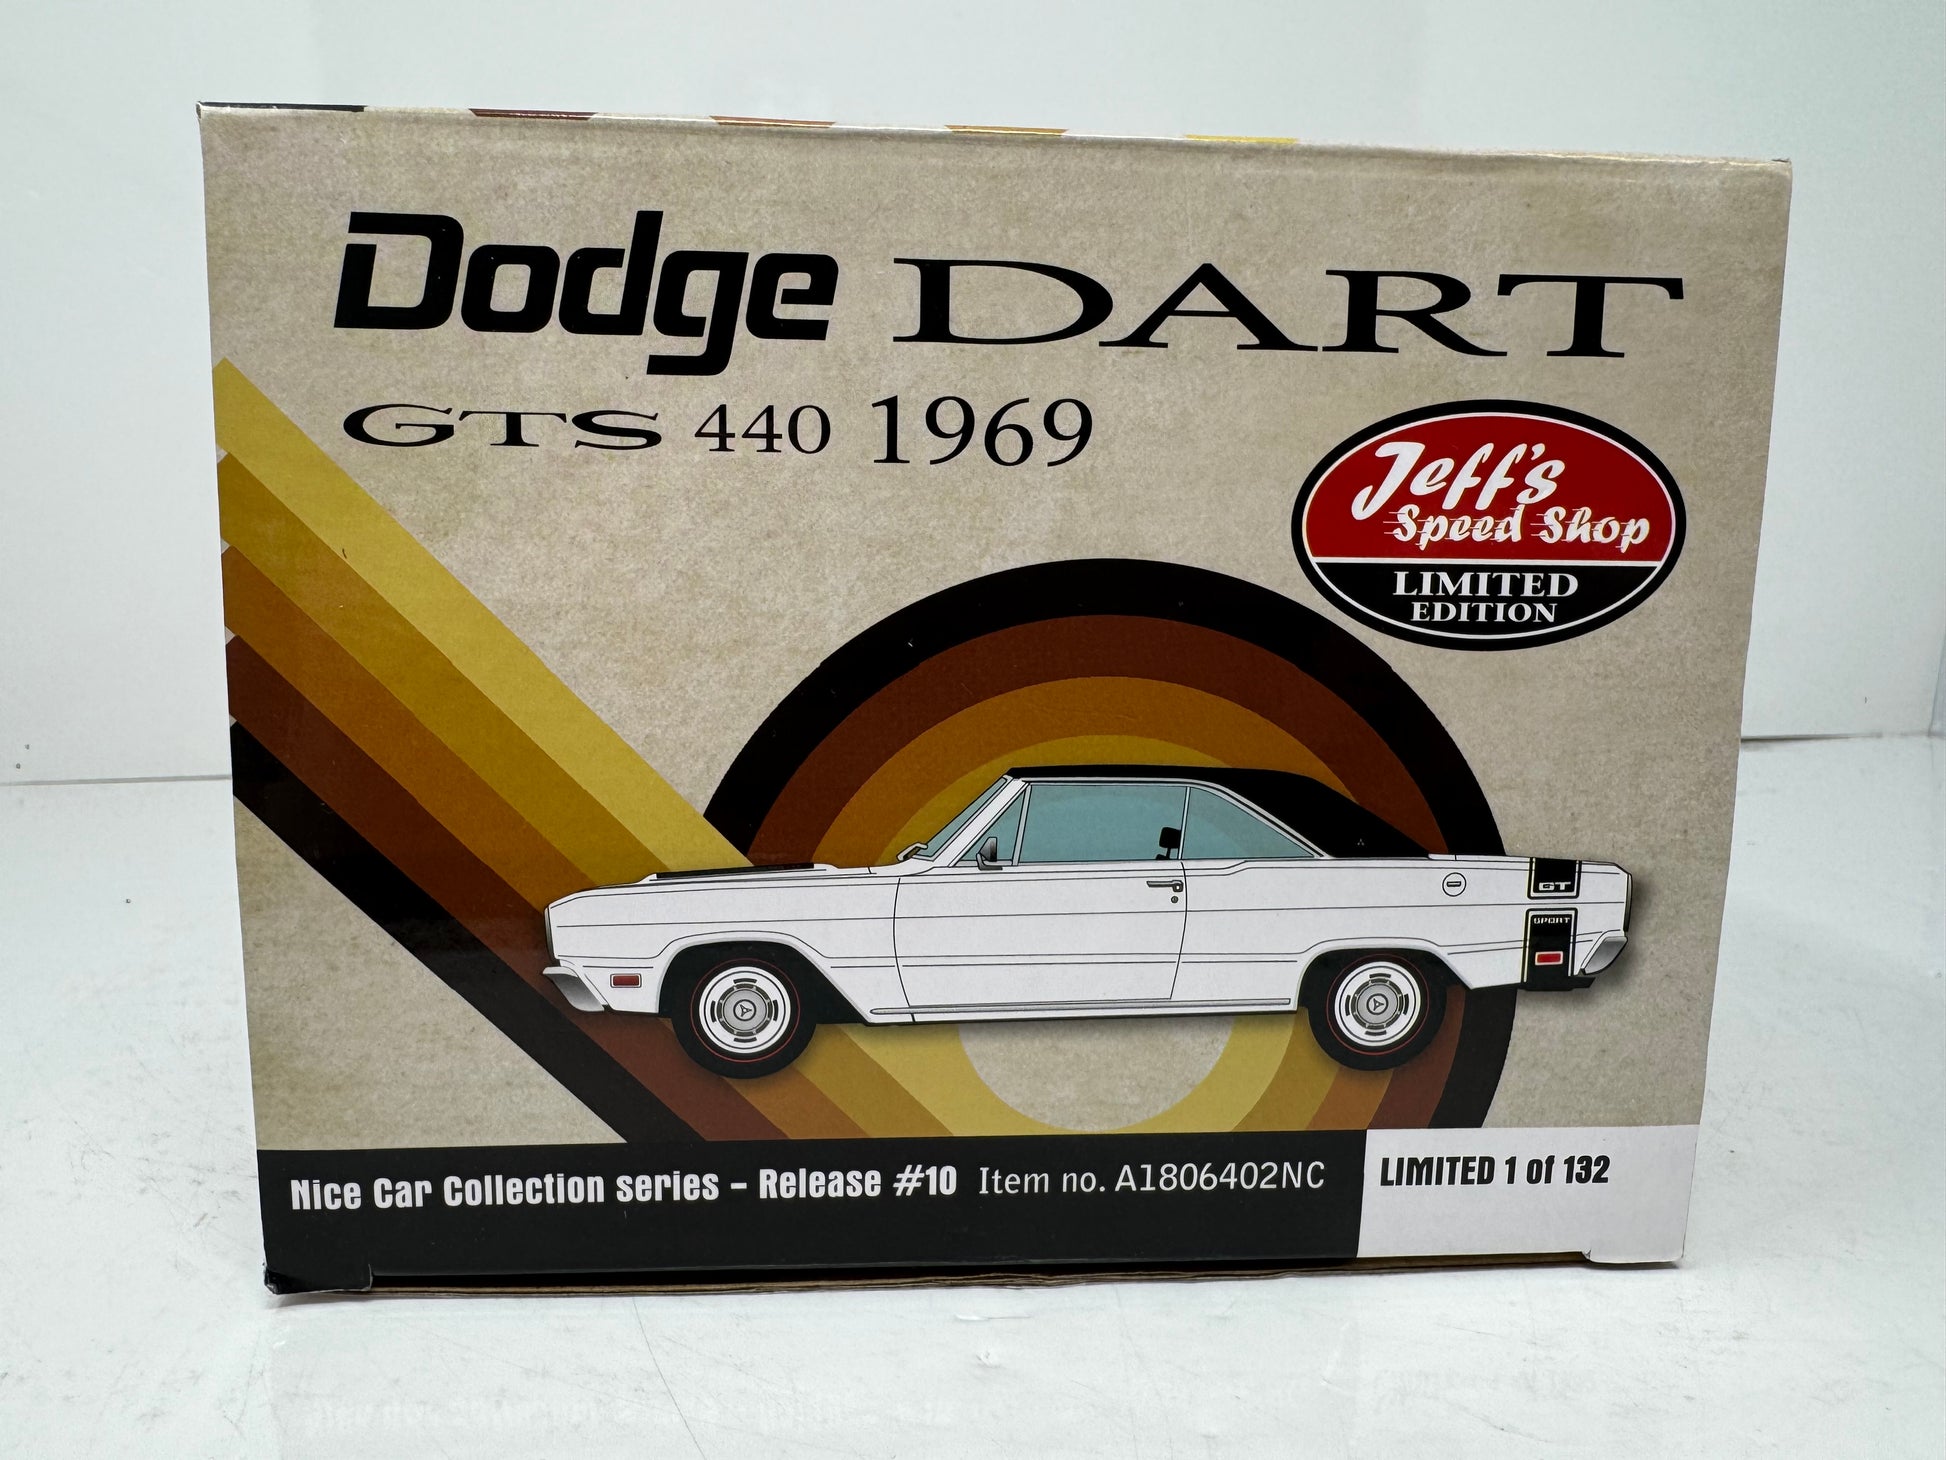 Dodge DART
GTS 440 1969
Jeff's
Speed Shop
LIMITED
EDITION
GT
SPORT
Nice Car Collection series – Release #10 Item no. A1806402NC
LIMITED 1 of 132